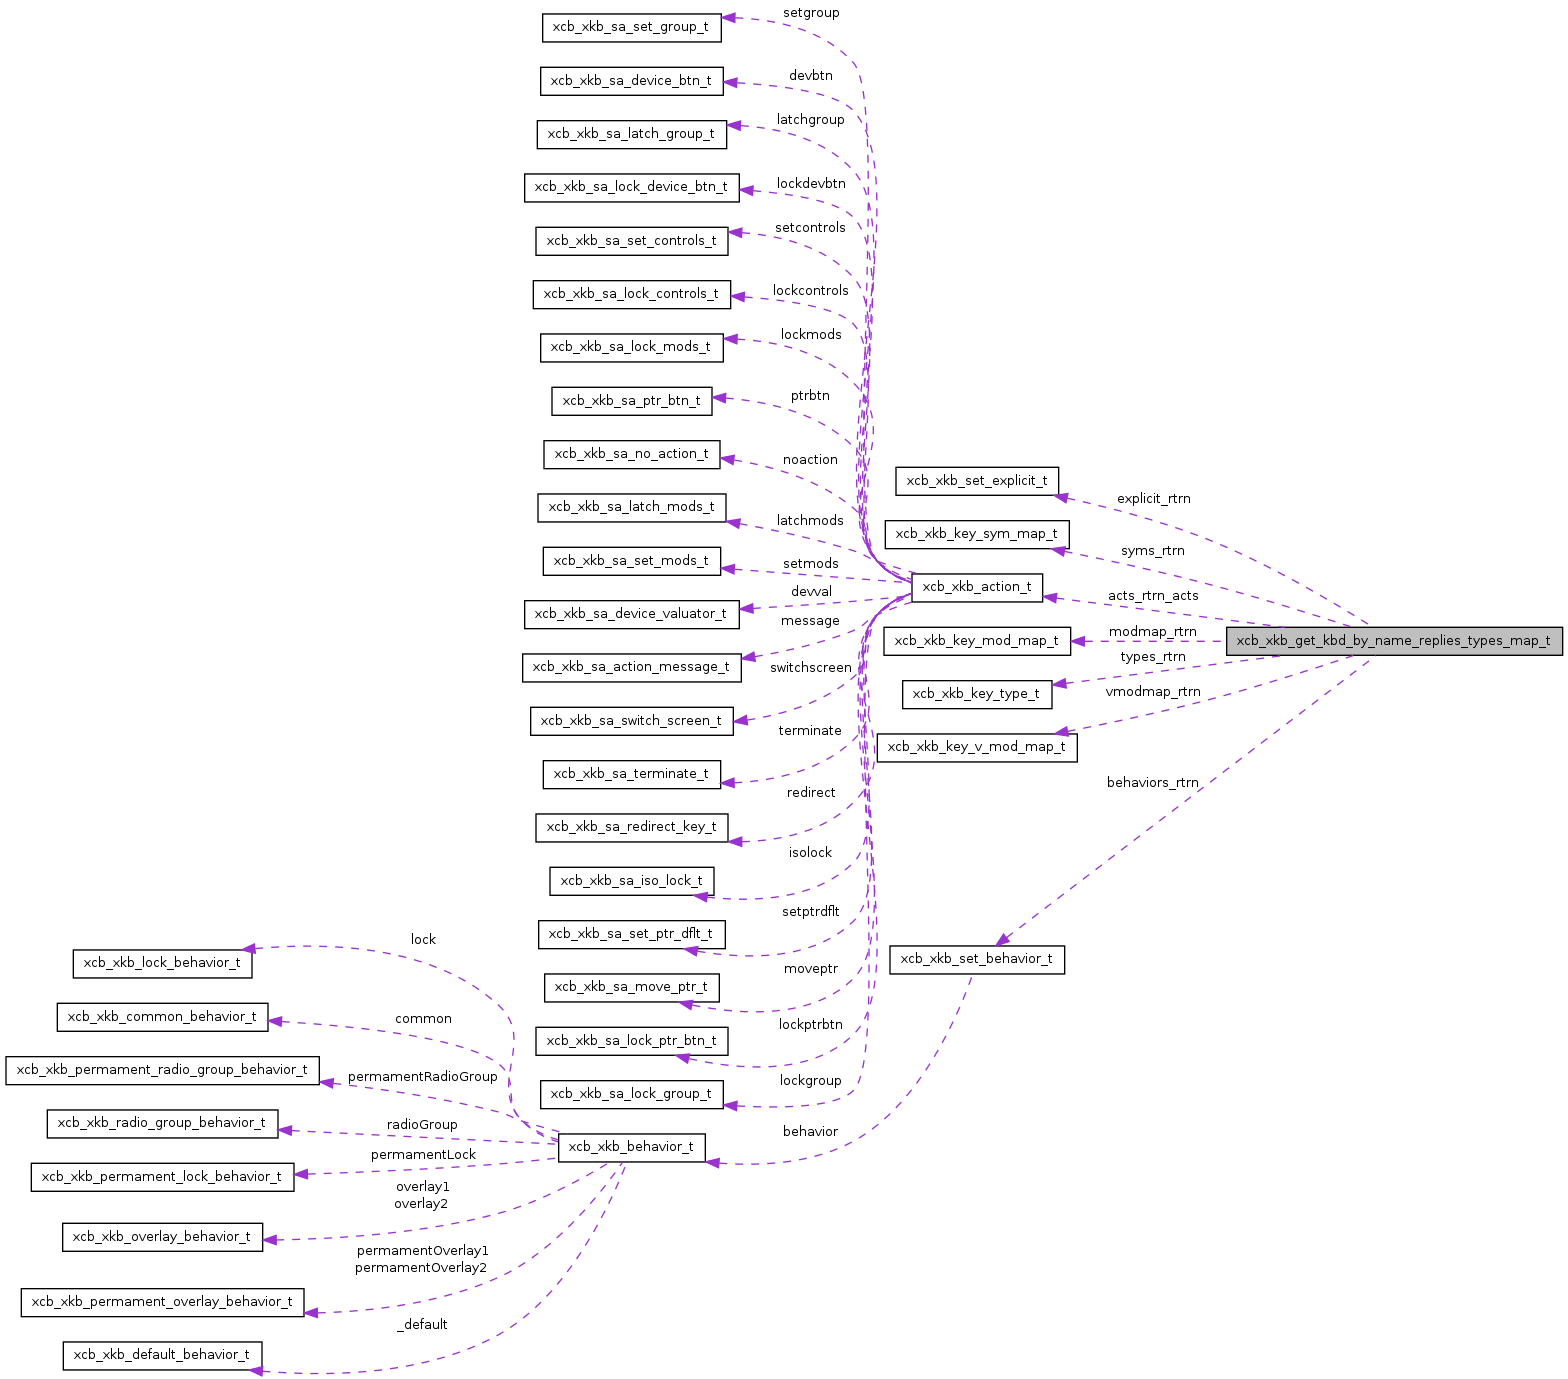 xcb_xkb_sa_set_group_t
setgroup
xcb_xkb_sa_device_btn_t
devbtn
xcb_xkb_sa_latch_group_t
latchgroup
xcb_xkb_sa_lock_device_btn_t
lockdevbtn
xcb_xkb_sa_set_controls_t
setcontrols
xcb_xkb_sa_lock_controls_t
lockcontrols
xcb_xkb_sa_lock_mods_t
lockmods
xcb_xkb_sa_ptr_btn_t
ptrbtn
xcb_xkb_sa_no_action_t
noaction
xcb_xkb_sa_latch_mods_t
latchmods
xcb_xkb_sa_set_mods_t
setmods
xcb_xkb_sa_device_valuator_t
devval
xcb_xkb_sa_action_message_t
message
xcb_xkb_sa_switch_screen_t
switchscreen
xcb_xkb_sa_terminate_t
terminate
xcb_xkb_sa_redirect_key_t
redirect
xcb_xkb_sa_iso_lock_t
isolock
xcb_xkb_sa_set_ptr_dflt_t
setptrdflt
xcb_xkb_sa_move_ptr_t
moveptr
xcb_xkb_sa_lock_ptr_btn_t
lockptrbtn
xcb_xkb_sa_lock_group_t
lockgroup
xcb_xkb_set_explicit_t
explicit_rtrn
xcb_xkb_key_sym_map_t
syms_rtrn
xcb_xkb_action_t
acts_rtrn_acts
xcb_xkb_key_mod_map_t
modmap_rtrn
xcb_xkb_get_kbd_by_name_replies_types_map_t
xcb_xkb_key_type_t
types_rtrn
xcb_xkb_key_v_mod_map_t
vmodmap_rtrn
behaviors_rtrn
xcb_xkb_set_behavior_t
behavior
xcb_xkb_behavior_t
xcb_xkb_lock_behavior_t
lock
xcb_xkb_common_behavior_t
common
xcb_xkb_permament_radio_group_behavior_t
permamentRadioGroup
xcb_xkb_radio_group_behavior_t
radioGroup
xcb_xkb_permament_lock_behavior_t
permamentLock
xcb_xkb_overlay_behavior_t
overlay1
overlay2
xcb_xkb_permament_overlay_behavior_t
permamentOverlay1
permamentOverlay2
xcb_xkb_default_behavior_t
_default